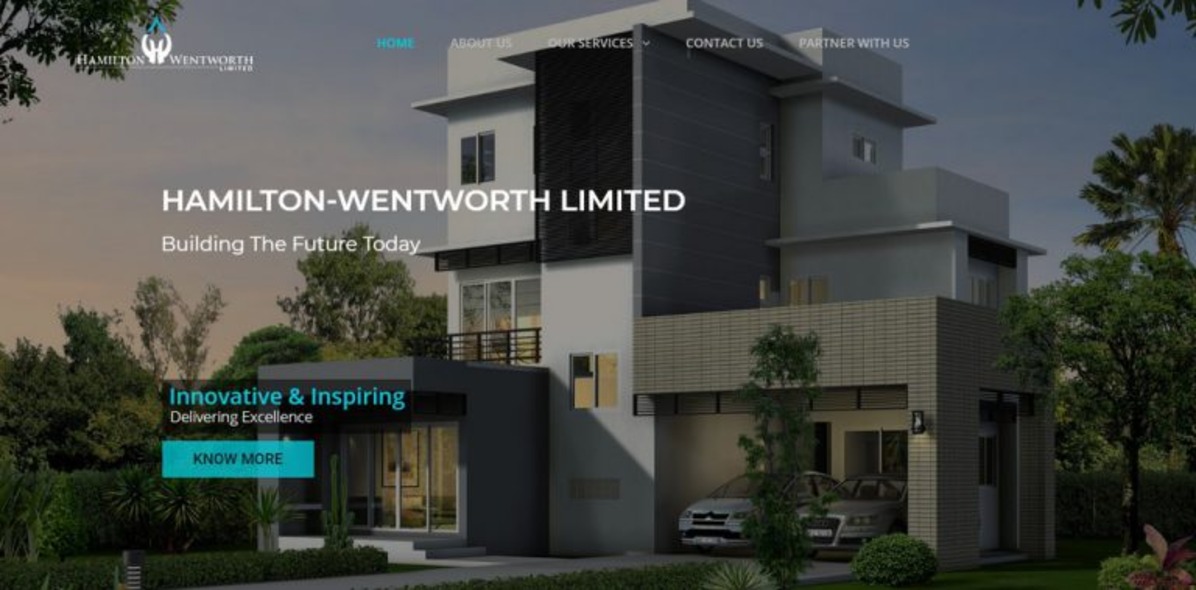 HAMILTON WENTWORTH
LIMITED
HOME ABOUT US OUR SERVICES CONTACT US PARTNER WITH US
HAMILTON-WENTWORTH LIMITED
Building The Future Today
Innovative & Inspiring
Delivering Excellence
KNOW MORE